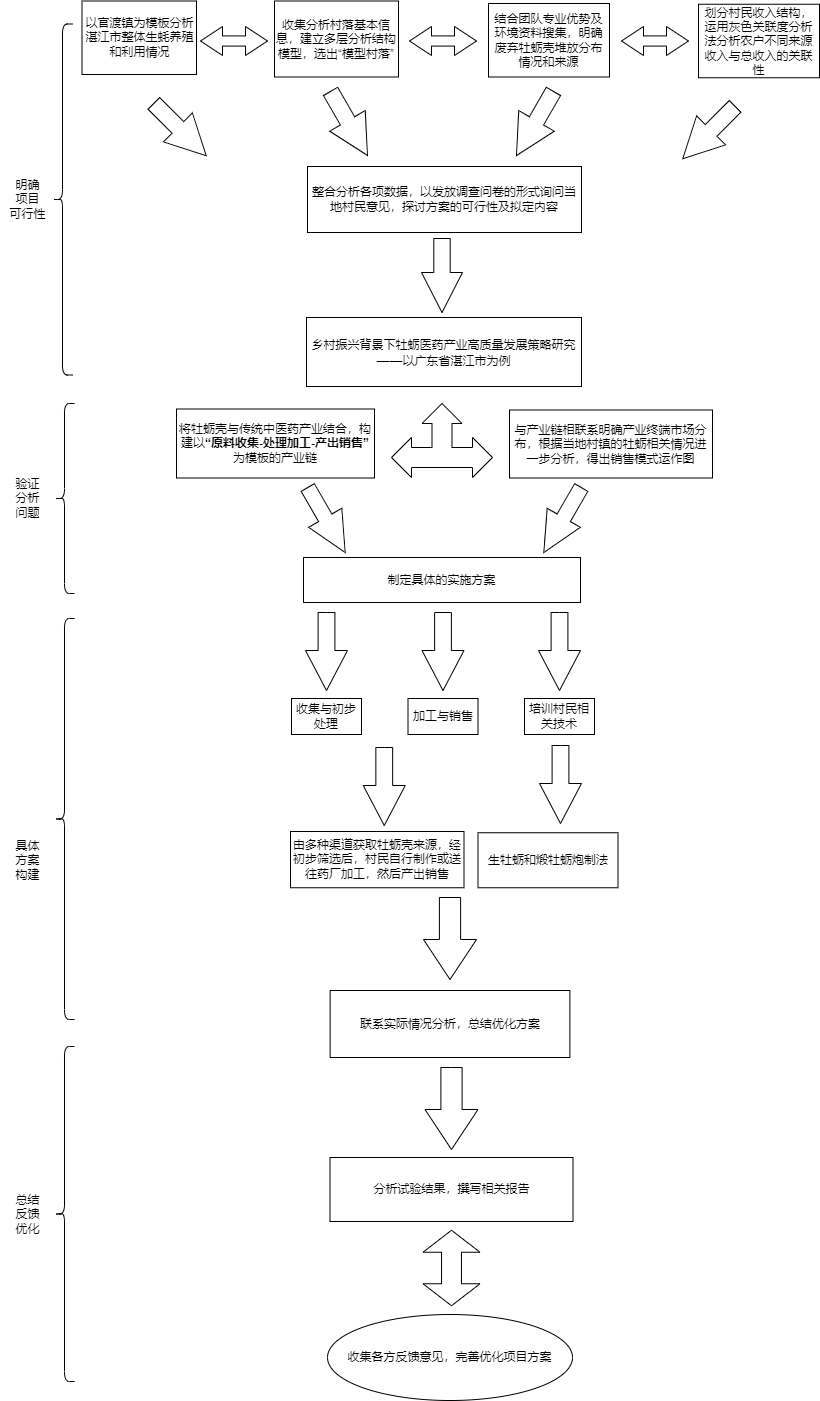 以官渡镇为模板分析
湛江市整体生蚝养殖
和利用情况
收集分析村落基本信
息，建立多层分析结构
模型，选出“模型村落”
结合团队专业优势及
环境资料搜集，明确
废弃牡蛎壳堆放分布
情况和来源
划分村民收入结构，
运用灰色关联度分析
法分析农户不同来源
收入与总收入的关联
性
明确
项目
可行性
整合分析各项数据，以发放调查问卷的形式询问当
地村民意见，探讨方案的可行性及拟定内容
乡村振兴背景下牡蛎医药产业高质量发展策略研究
——以广东省湛江市为例
验证
分析
问题
将牡蛎壳与传统中医药产业结合，构
建以“原料收集-处理加工-产出销售”
为模板的产业链
与产业链相联系明确产业终端市场分
布，根据当地村镇的牡蛎相关情况进
一步分析，得出销售模式运作图
制定具体的实施方案
具体
方案
构建
收集与初步
处理
加工与销售
培训村民相
关技术
由多种渠道获取牡蛎壳来源，经
初步筛选后，村民自行制作或送
往药厂加工，然后产出销售
生牡蛎和煅牡蛎炮制法
联系实际情况分析，总结优化方案
总结
反馈
优化
分析试验结果，撰写相关报告
收集各方反馈意见，完善优化项目方案